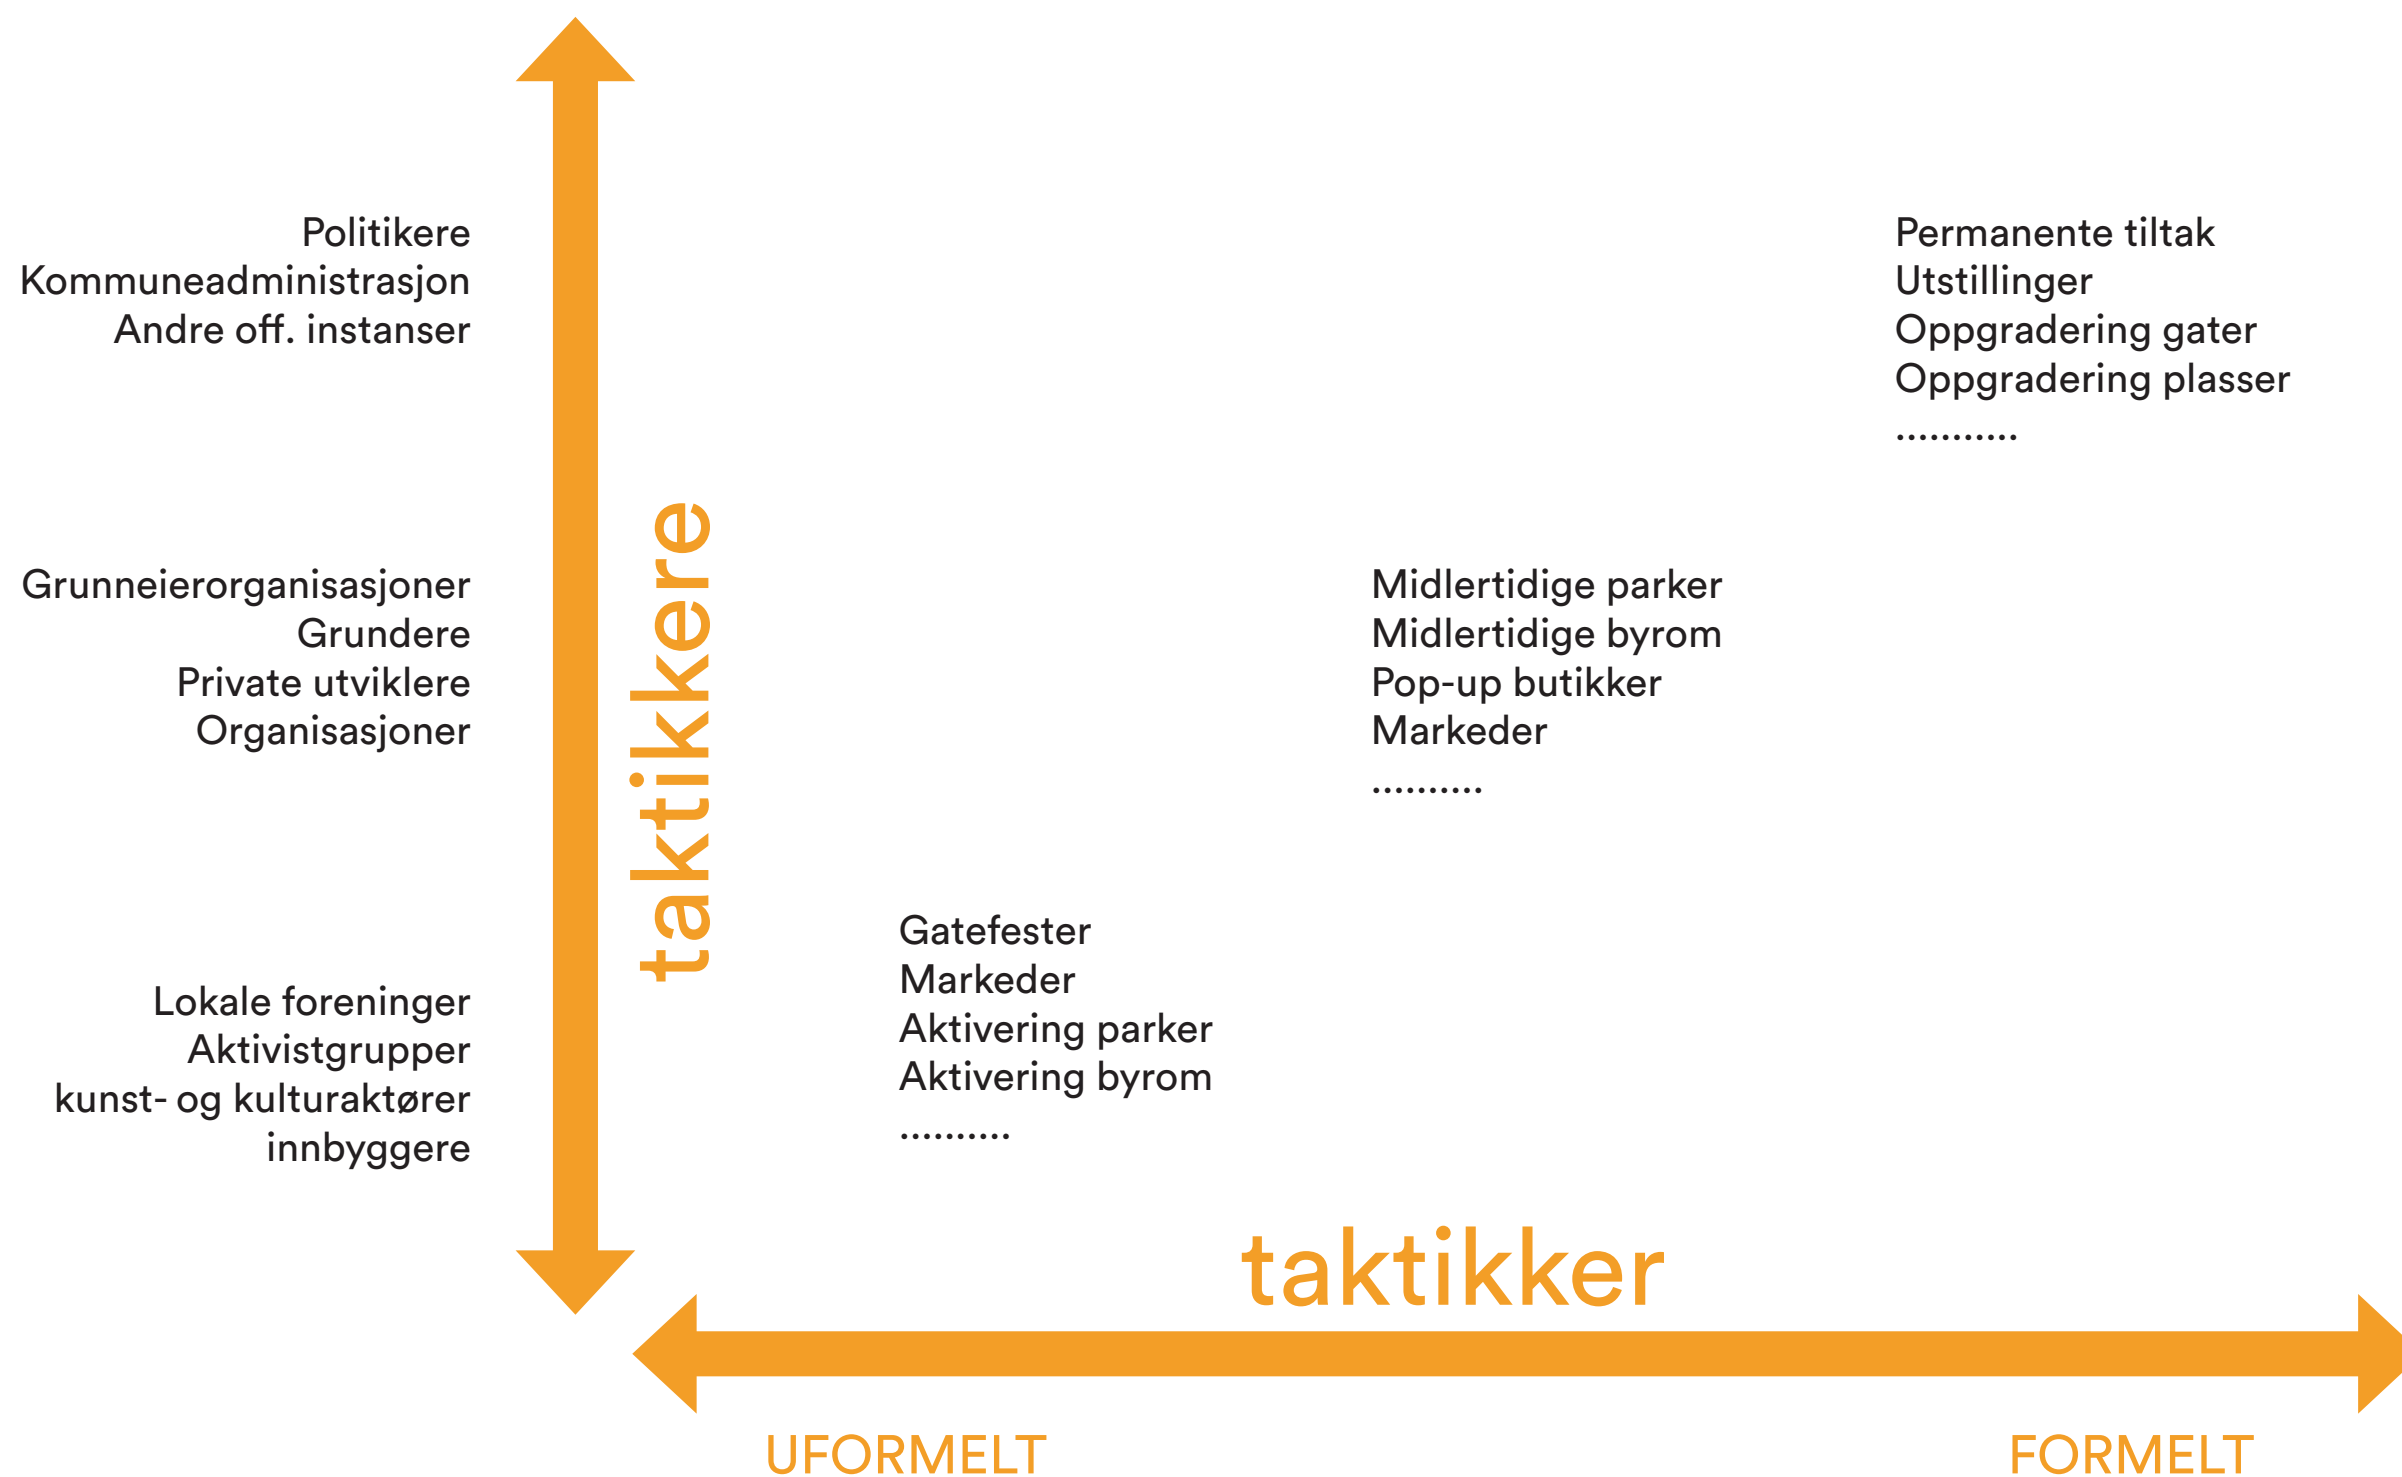 Politikere
Kommuneadministrasjon
Andre off. instanser
Permanente tiltak
Utstillinger
Oppgradering gater
Oppgradering plasser
...........
taktikkere
Grunneierorganisasjoner
Grundere
Private utviklere
Organisasjoner
Midlertidige parker
Midlertidige byrom
Pop-up butikker
Markeder
..........
Lokale foreninger
Aktivistgrupper
kunst- og kulturaktører
innbyggere
Gatefester
Markeder
Aktivering parker
Aktivering byrom
..........
taktikker
UFORMELT
FORMELT